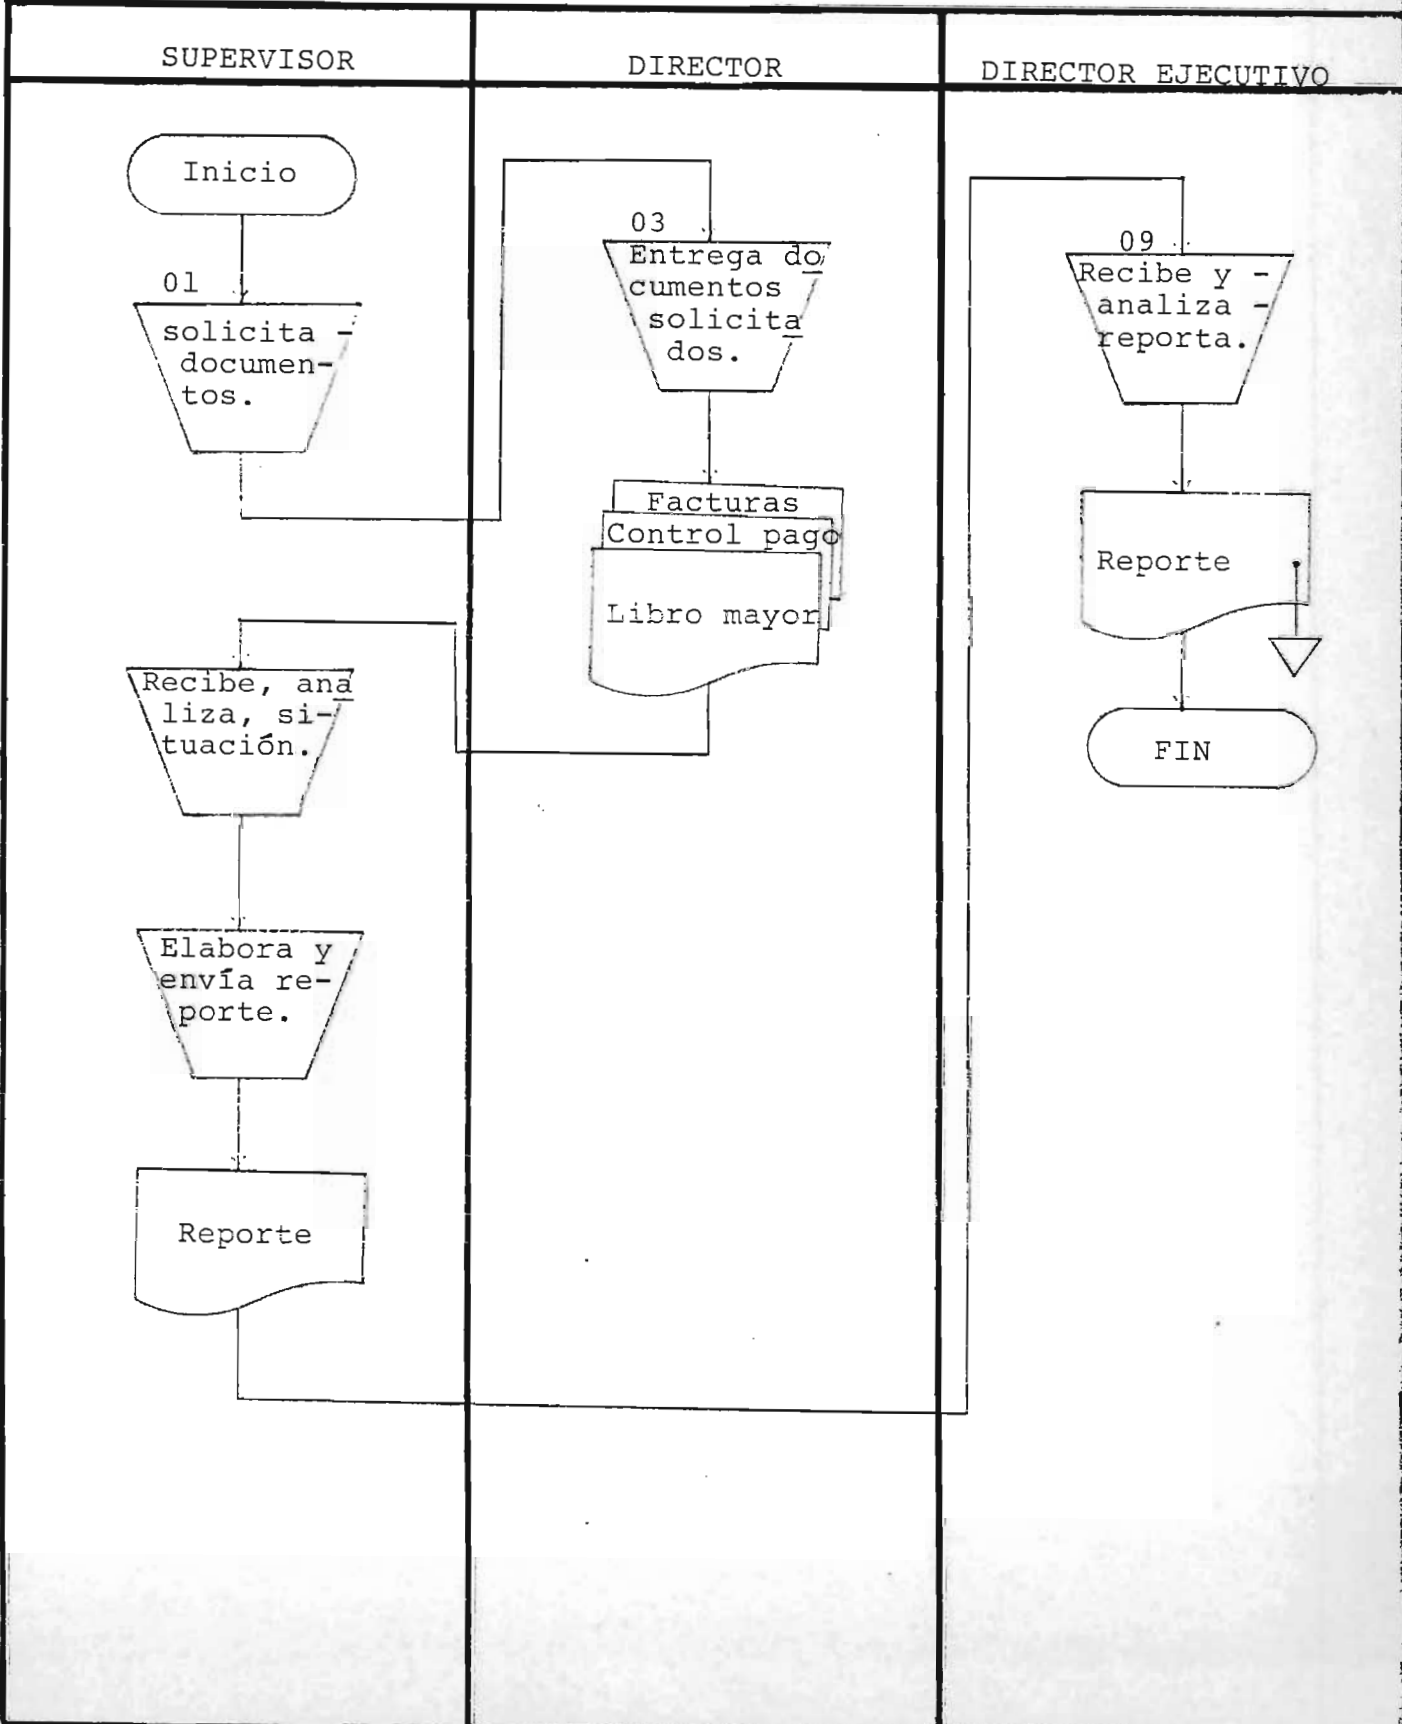 SUPERVISOR
DIRECTOR
DIRECTOR EJECUTIVO
Inicio
01
solicita -
documen-
tos.
03
Entrega do
cumentos
solicita
dos.
Facturas
Control pago
Libro mayor
Recibe, ana
liza, si-
tuación.
Elabora y
envía re-
porte.
Reporte
09
Recibe y -
analiza -
reporta.
Reporte
FIN